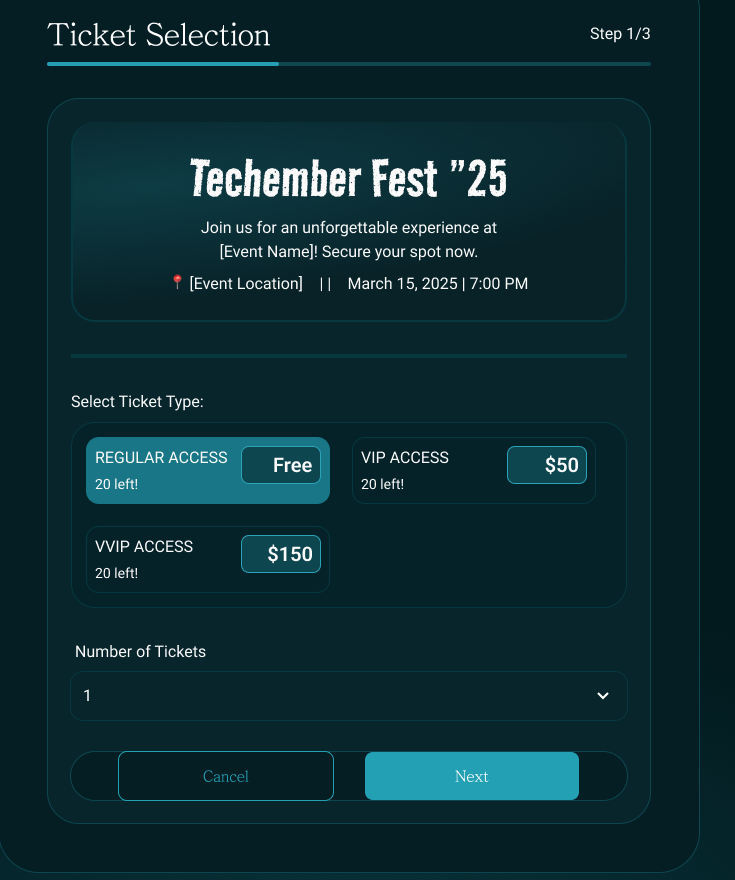 Ticket Selection
Step 1/3
Techember Fest ”25
Join us for an unforgettable experience at
[Event Name]! Secure your spot now.
📍 [Event Location] || March 15, 2025 | 7:00 PM
Select Ticket Type:
REGULAR ACCESS
Free
20 left!
VIP ACCESS
$50
20 left!
VVIP ACCESS
$150
20 left!
Number of Tickets
1
Cancel
Next